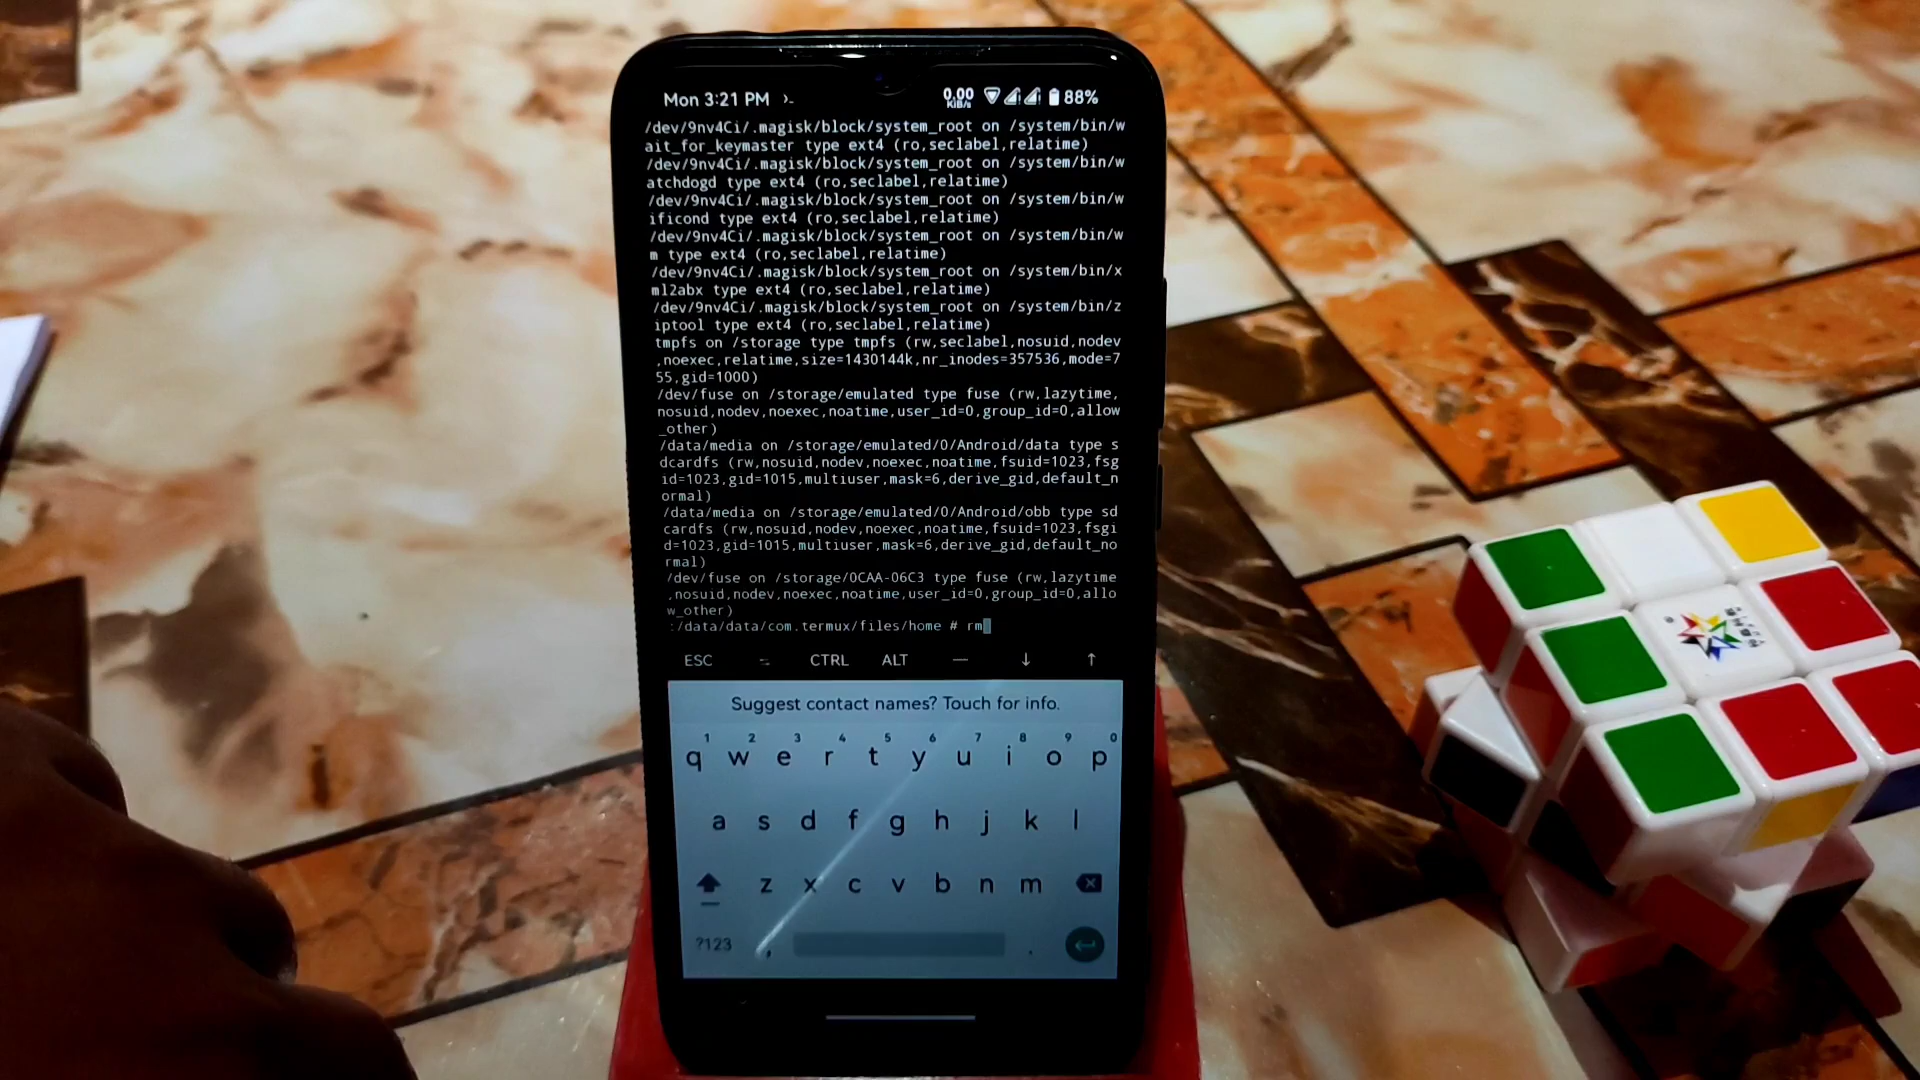 Mon 3:21 PM
0.00
KiB/s
88%
/dev/9nv4Ci/.magisk/block/system_root on /system/bin/w
ait_for_keymaster type ext4 (ro,seclabel,relatime)
/dev/9nv4Ci/.magisk/block/system_root on /system/bin/w
atchdogd type ext4 (ro,seclabel,relatime)
/dev/9nv4Ci/.magisk/block/system_root on /system/bin/w
ificond type ext4 (ro,seclabel,relatime)
/dev/9nv4Ci/.magisk/block/system_root on /system/bin/w
m type ext4 (ro,seclabel,relatime)
/dev/9nv4Ci/.magisk/block/system_root on /system/bin/x
ml2abx type ext4 (ro,seclabel,relatime)
/dev/9nv4Ci/.magisk/block/system_root on /system/bin/z
iptool type ext4 (ro,seclabel,relatime)
tmpfs on /storage type tmpfs (rw,seclabel,nosuid,nodev
,noexec,relatime,size=1430144k,nr_inodes=357536,mode=7
55,gid=1000)
/dev/fuse on /storage/emulated type fuse (rw,lazytime,
nosuid,nodev,noexec,noatime,user_id=0,group_id=0,allow
_other)
/data/media on /storage/emulated/0/Android/data type s
dcardfs (rw,nosuid,nodev,noexec,noatime,fsuid=1023,fsg
id=1023,gid=1015,multiuser,mask=6,derive_gid,default_n
ormal)
/data/media on /storage/emulated/0/Android/obb type sd
cardfs (rw,nosuid,nodev,noexec,noatime,fsuid=1023,fsgi
d=1023,gid=1015,multiuser,mask=6,derive_gid,default_no
rmal)
/dev/fuse on /storage/0CAA-06C3 type fuse (rw,lazytime
,nosuid,nodev,noexec,noatime,user_id=0,group_id=0,allo
w_other)
:/data/data/com.termux/files/home # rm
ESC CTRL ALT — ↓ ↑
Suggest contact names? Touch for info.
1 2 3 4 5 6 7 8 9 0
q w e r t y u i o p
a s d f g h j k l
z x c v b n m
?123 , .